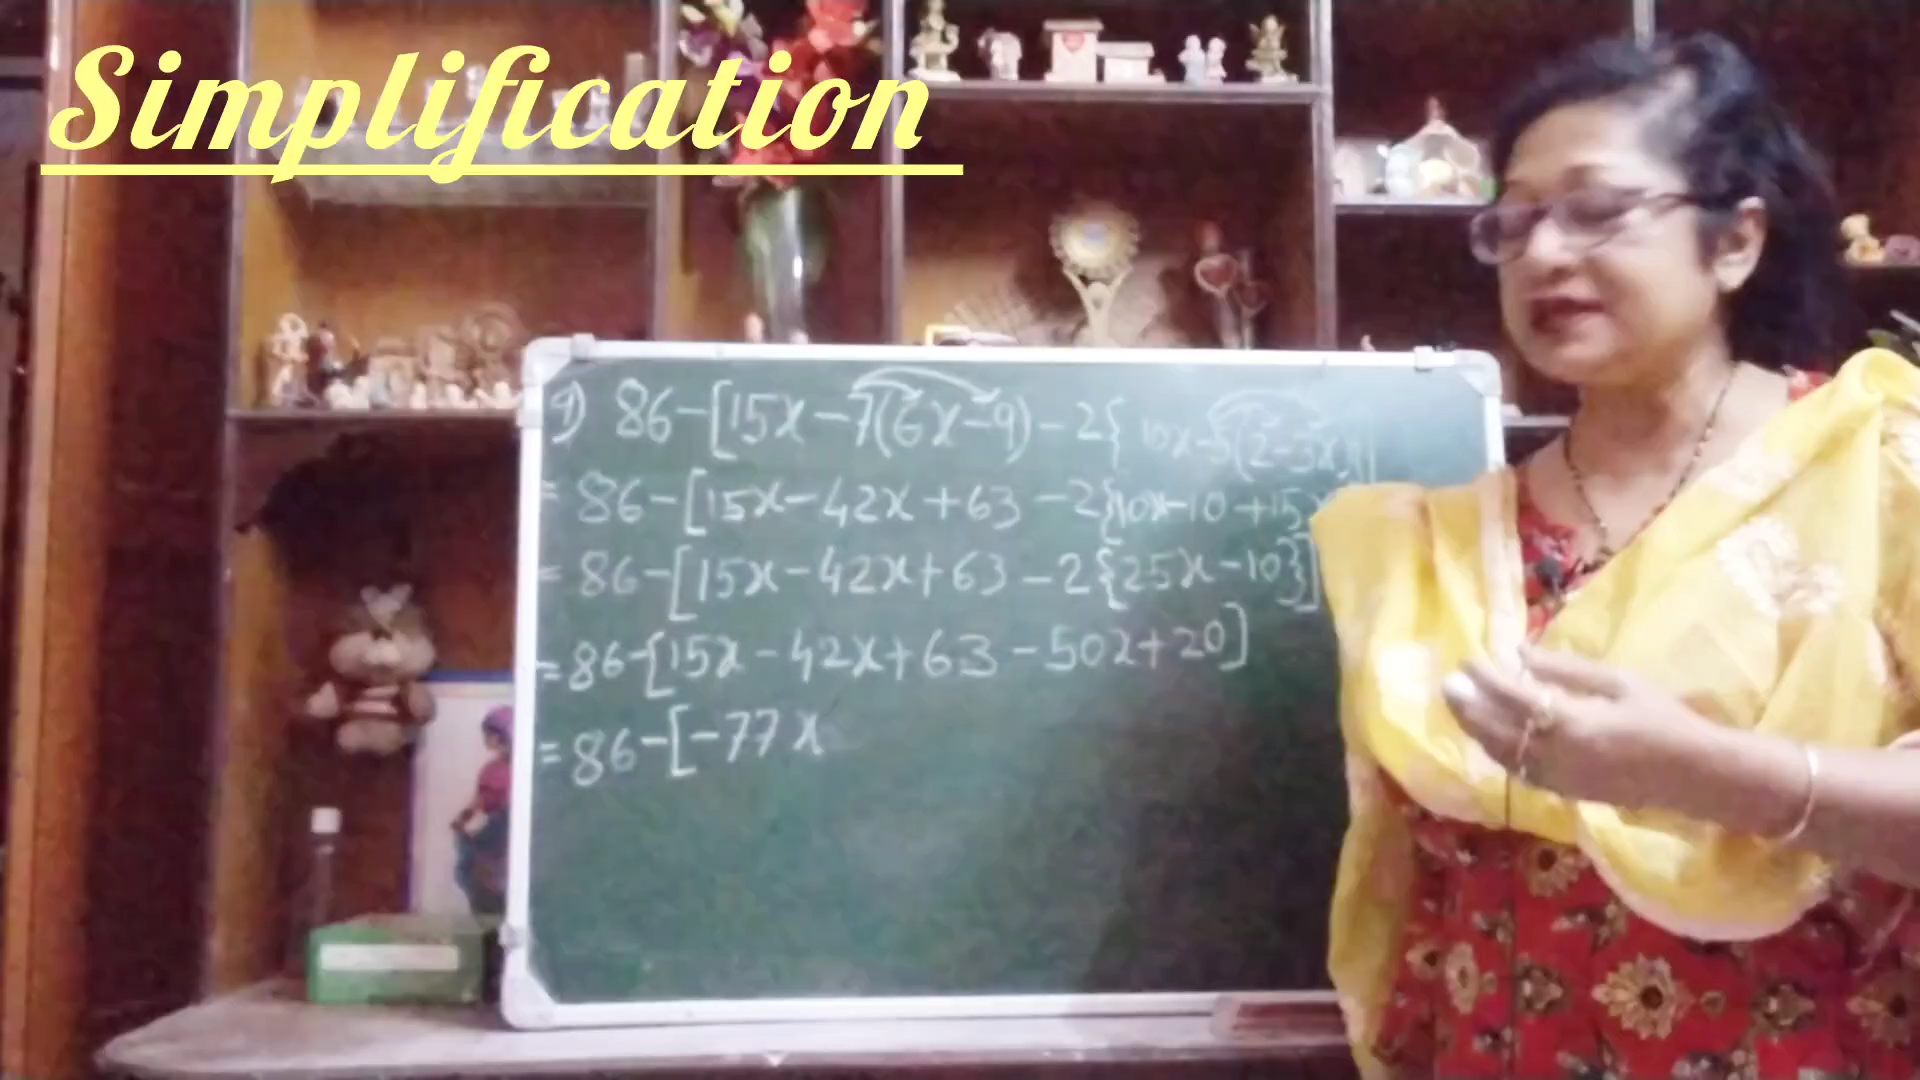 Simplification
9) 86-[15x-7(6x-9)-2{10x-5(2-3x)}]
=86-[15x-42x+63-2{10x-10+15x
=86-[15x-42x+63-2{25x-10}]
=86-[15x-42x+63-50x+20]
=86-[-77x